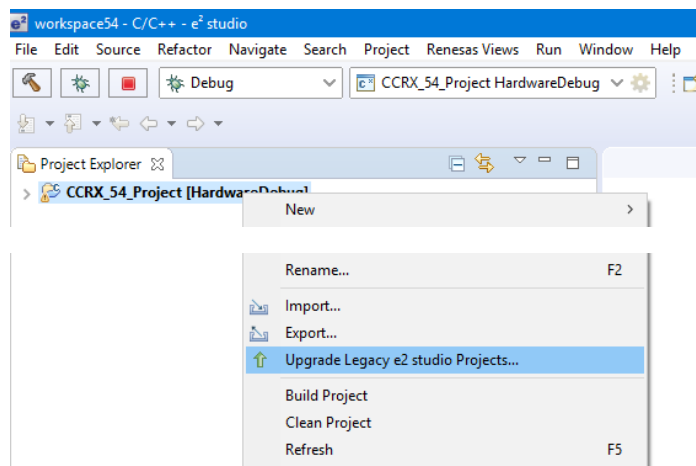 e² workspace54 - C/C++ - e² studio
File Edit Source Refactor Navigate Search Project Renesas Views Run Window Help
Debug CCRX_54_Project HardwareDebug
Project Explorer
CCRX_54_Project [HardwareDebug]
New
Rename... F2
Import...
Export...
Upgrade Legacy e2 studio Projects...
Build Project
Clean Project
Refresh F5